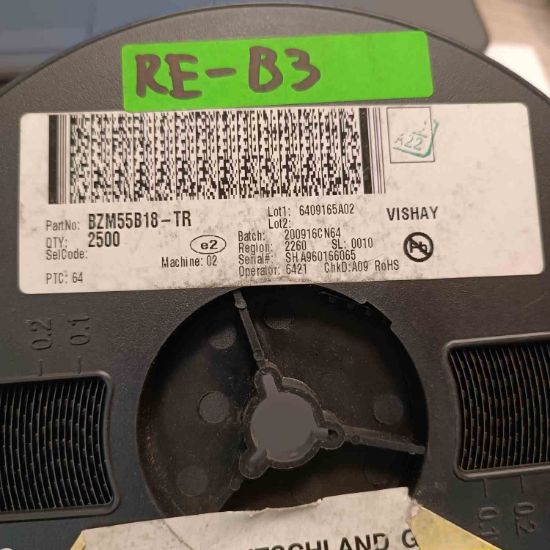 RE-B3
A22
PartNo: BZM55B18-TR
QTY: 2500
SelCode:
PTC: 64
e2
Machine: 02
Lot1: 6409165A02
Lot2:
Batch: 200916CN64
Region: 2260 SL: 0010
Serial#: SHA960166065
Operator: 6421 ChkD:A09 RoHS
VISHAY
Pb
0.2
0.1
0.2
0.1
TSCHLAND G